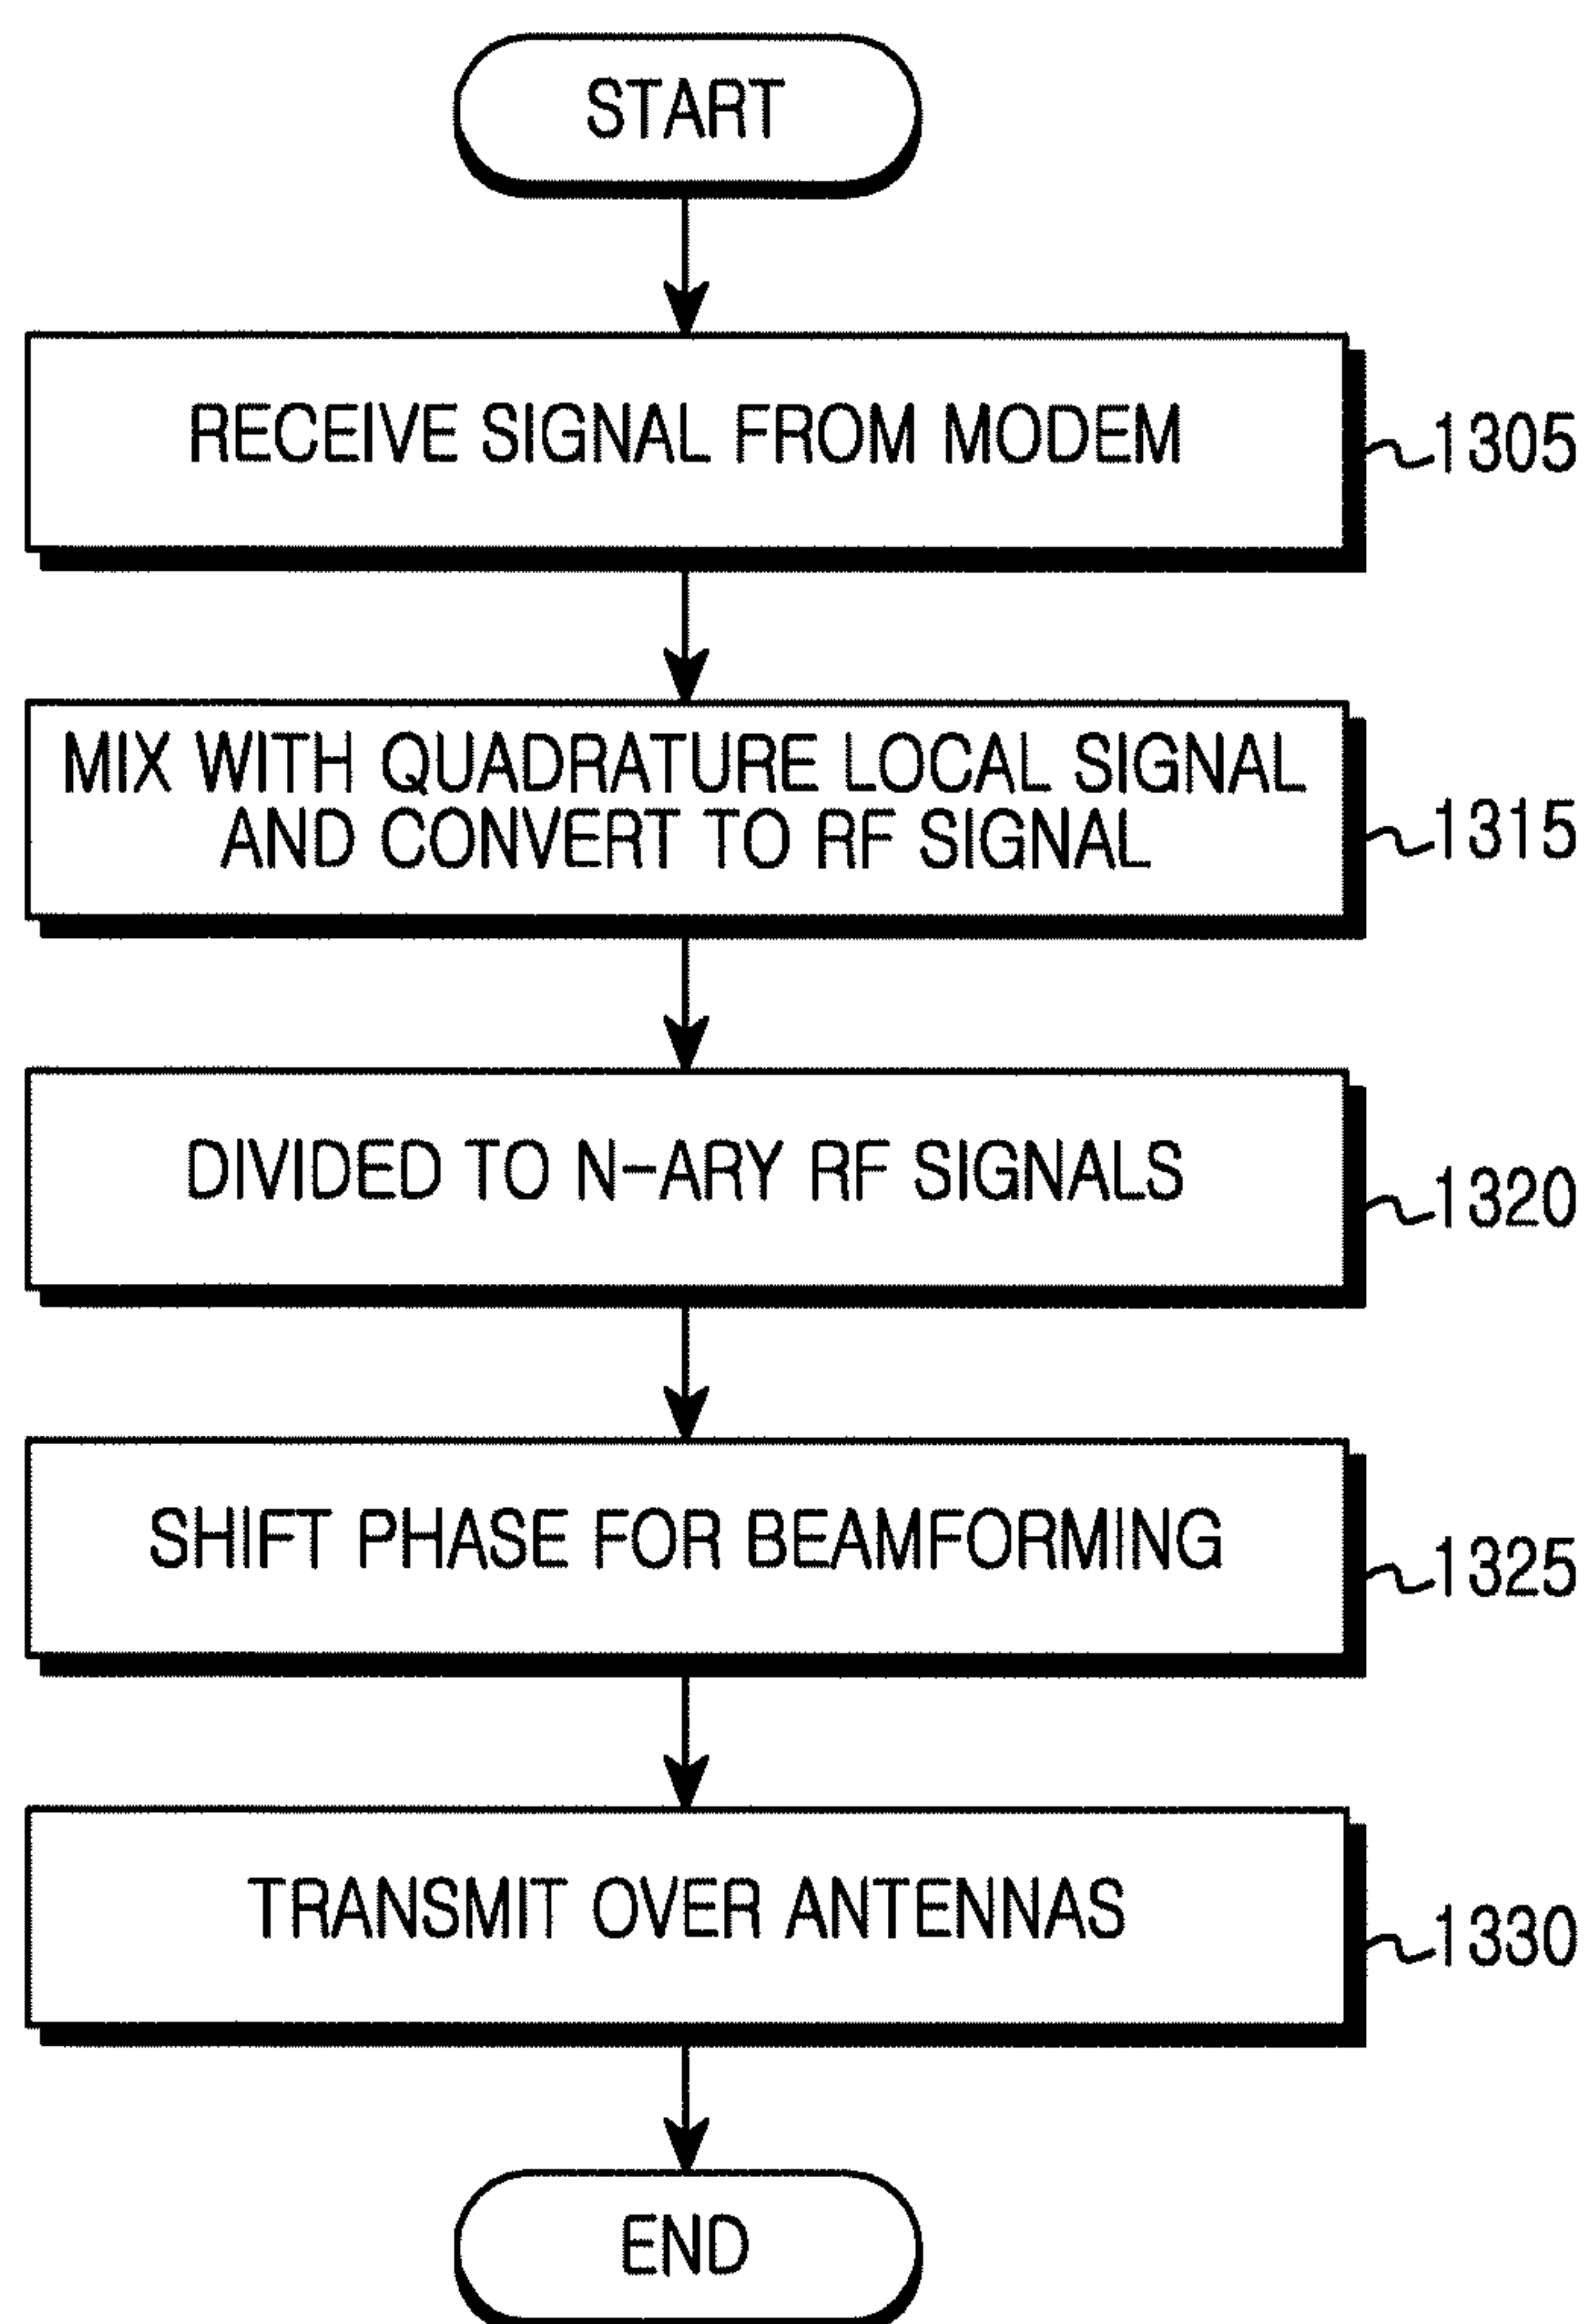 START
RECEIVE SIGNAL FROM MODEM
1305
MIX WITH QUADRATURE LOCAL SIGNAL
AND CONVERT TO RF SIGNAL
1315
DIVIDED TO N-ARY RF SIGNALS
1320
SHIFT PHASE FOR BEAMFORMING
1325
TRANSMIT OVER ANTENNAS
1330
END